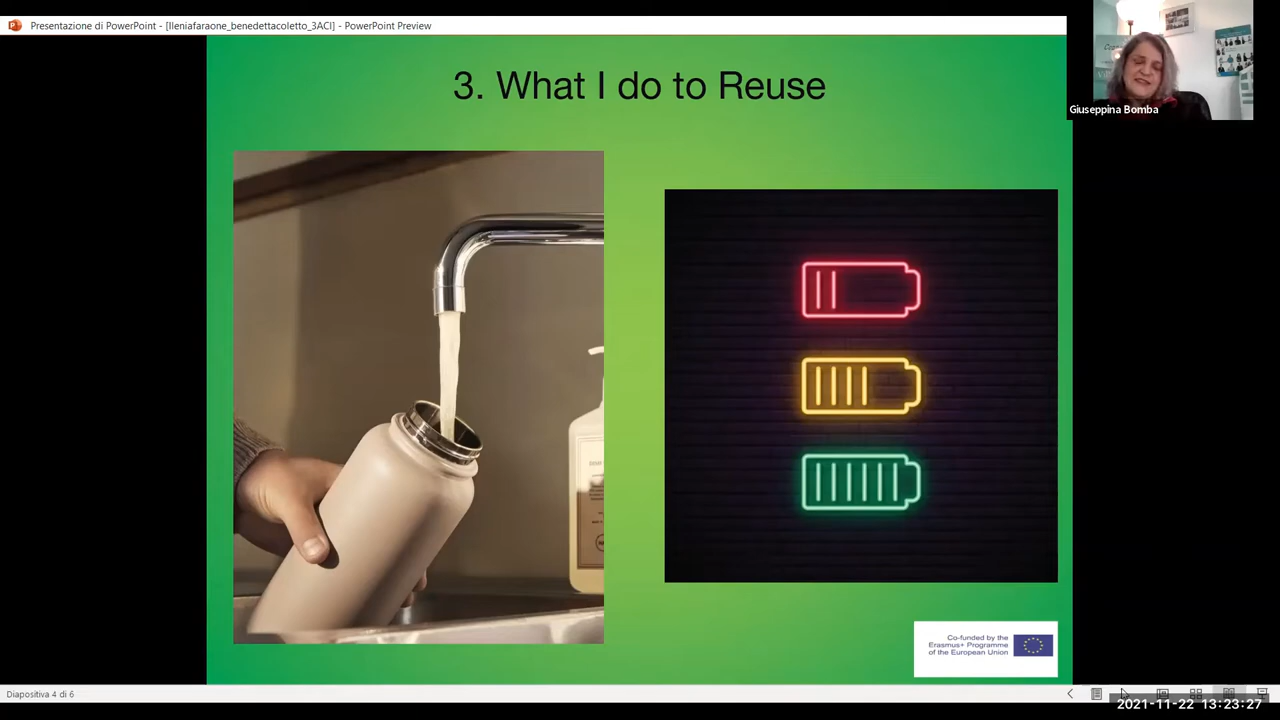 Presentazione di PowerPoint - [Ileniafaraone_benedettacoletto_3ACI] - PowerPoint Preview
Giuseppina Bomba
3. What I do to Reuse
Co-funded by the
Erasmus+ Programme
of the European Union
Diapositiva 4 di 6
2021-11-22 13:23:27